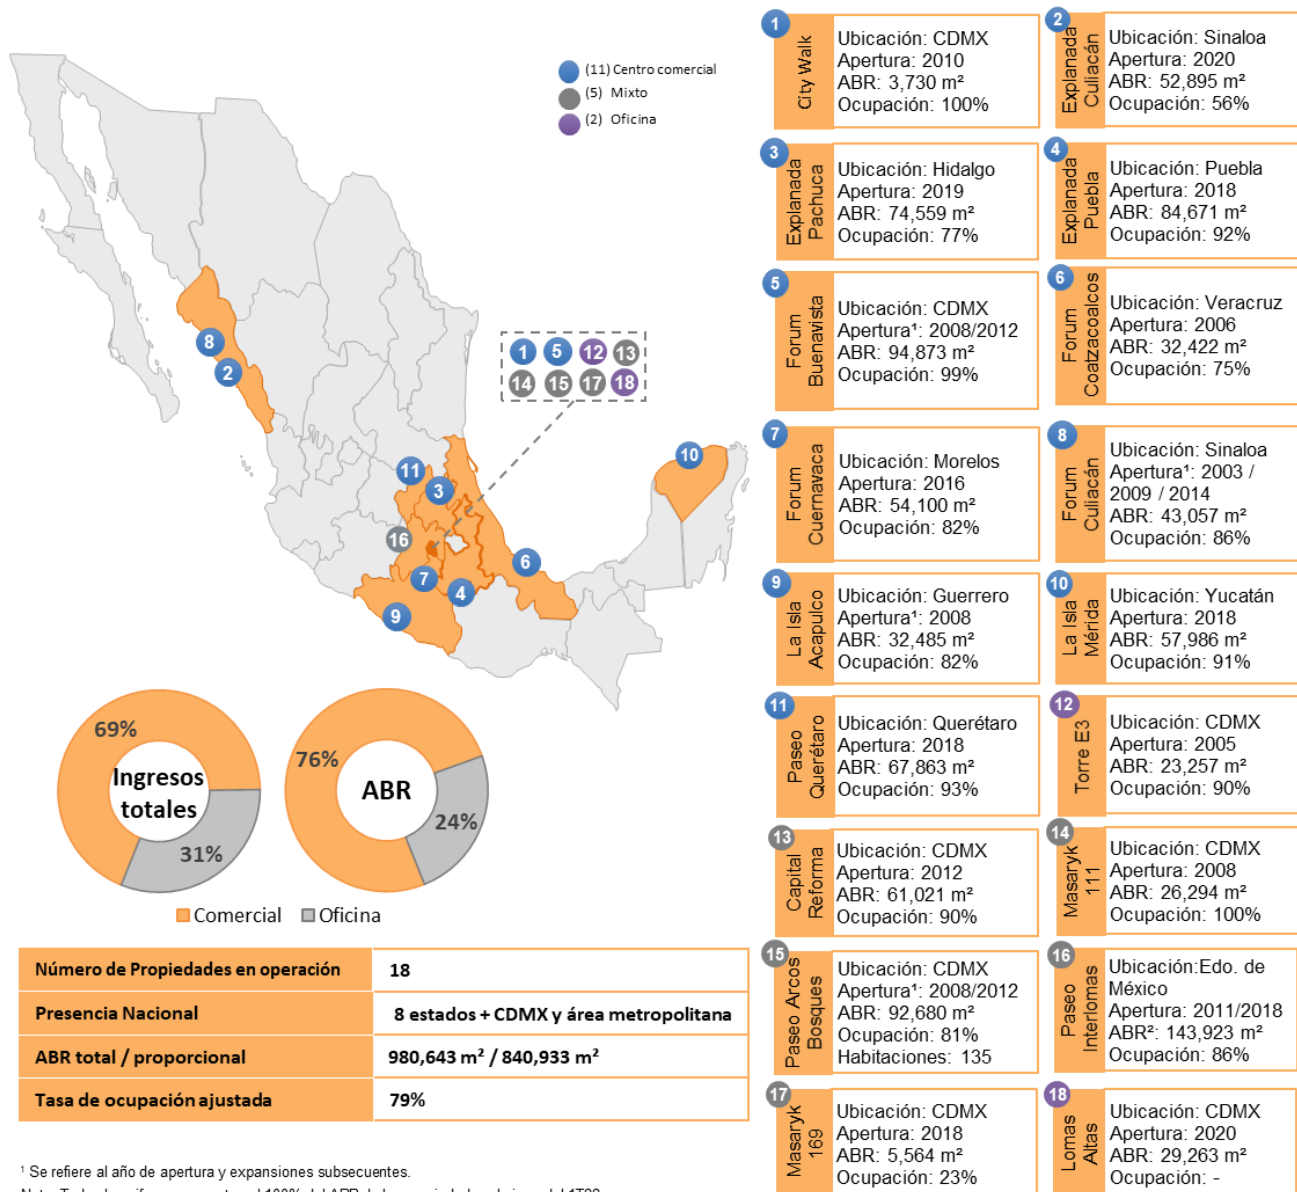 (11) Centro comercial
(5) Mixto
(2) Oficina
8
2
1 5 12 13
14 15 17 18
10
11
3
16
6
7
4
9
69%
Ingresos
totales
31%
76%
ABR
24%
Comercial Oficina
Número de Propiedades en operación 18
Presencia Nacional 8 estados + CDMX y área metropolitana
ABR total / proporcional 980,643 m² / 840,933 m²
Tasa de ocupación ajustada 79%
¹ Se refiere al año de apertura y expansiones subsecuentes.
1
City Walk
Ubicación: CDMX
Apertura: 2010
ABR: 3,730 m²
Ocupación: 100%
2
Explanada
Culiacán
Ubicación: Sinaloa
Apertura: 2020
ABR: 52,895 m²
Ocupación: 56%
3
Explanada
Pachuca
Ubicación: Hidalgo
Apertura: 2019
ABR: 74,559 m²
Ocupación: 77%
4
Explanada
Puebla
Ubicación: Puebla
Apertura: 2018
ABR: 84,671 m²
Ocupación: 92%
5
Forum
Buenavista
Ubicación: CDMX
Apertura¹: 2008/2012
ABR: 94,873 m²
Ocupación: 99%
6
Forum
Coatzacoalcos
Ubicación: Veracruz
Apertura: 2006
ABR: 32,422 m²
Ocupación: 75%
7
Forum
Cuernavaca
Ubicación: Morelos
Apertura: 2016
ABR: 54,100 m²
Ocupación: 82%
8
Forum
Culiacán
Ubicación: Sinaloa
Apertura¹: 2003 /
2009 / 2014
ABR: 43,057 m²
Ocupación: 86%
9
La Isla
Acapulco
Ubicación: Guerrero
Apertura¹: 2008
ABR: 32,485 m²
Ocupación: 82%
10
La Isla
Mérida
Ubicación: Yucatán
Apertura: 2018
ABR: 57,986 m²
Ocupación: 91%
11
Paseo
Querétaro
Ubicación: Querétaro
Apertura: 2018
ABR: 67,863 m²
Ocupación: 93%
12
Torre E3
Ubicación: CDMX
Apertura: 2005
ABR: 23,257 m²
Ocupación: 90%
13
Capital
Reforma
Ubicación: CDMX
Apertura: 2012
ABR: 61,021 m²
Ocupación: 90%
14
Masaryk
111
Ubicación: CDMX
Apertura: 2008
ABR: 26,294 m²
Ocupación: 100%
15
Paseo Arcos
Bosques
Ubicación: CDMX
Apertura¹: 2008/2012
ABR: 92,680 m²
Ocupación: 81%
Habitaciones: 135
16
Paseo
Interlomas
Ubicación:Edo. de
México
Apertura: 2011/2018
ABR²: 143,923 m²
Ocupación: 86%
17
Masaryk
169
Ubicación: CDMX
Apertura: 2018
ABR: 5,564 m²
Ocupación: 23%
18
Lomas
Altas
Ubicación: CDMX
Apertura: 2020
ABR: 29,263 m²
Ocupación: -